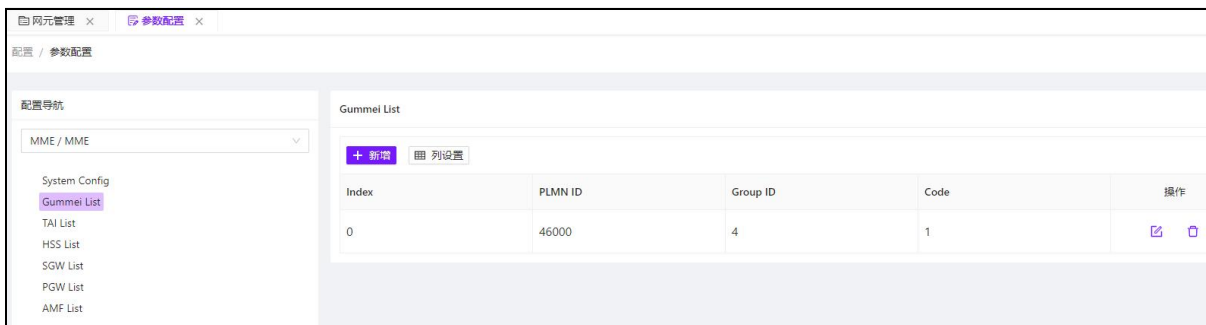 网元管理 × 参数配置 ×
配置 / 参数配置
配置导航
MME / MME
System Config
Gummei List
TAI List
HSS List
SGW List
PGW List
AMF List
Gummei List
+ 新增 列设置
Index PLMN ID Group ID Code 操作
0 46000 4 1